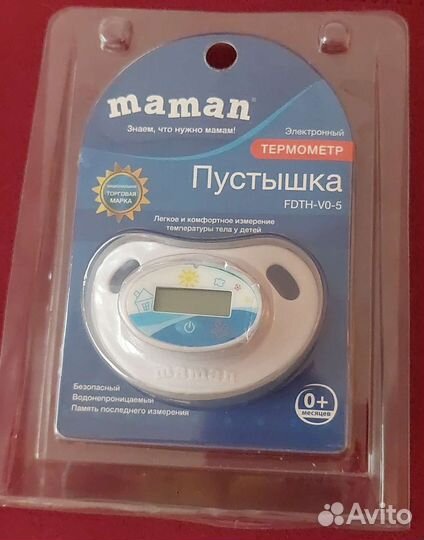 maman®
Знаем, что нужно мамам!
Электронный
ТЕРМОМЕТР
Пустышка
FDTH-V0-5
ТОРГОВАЯ
МАРКА
Легкое и комфортное измерение
температуры тела у детей
maman
Безопасный
Водонепроницаемый
Память последнего измерения
0+
месяцев
Avito